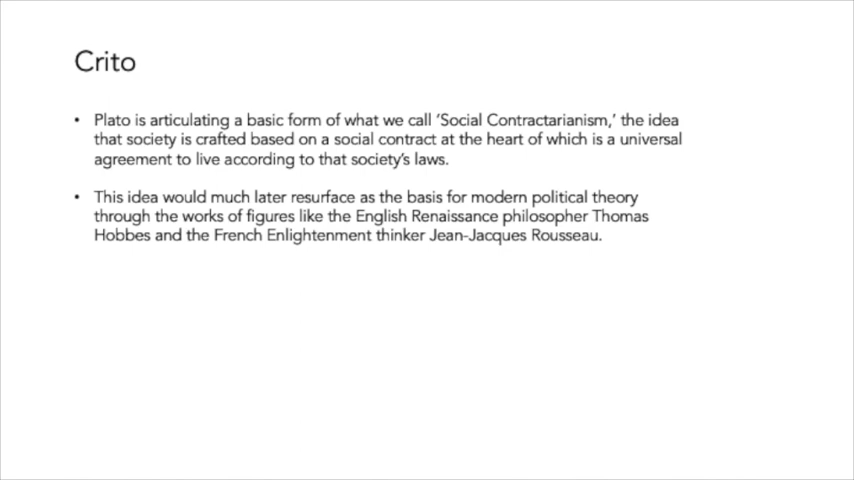 Crito
• Plato is articulating a basic form of what we call ‘Social Contractarianism,’ the idea
that society is crafted based on a social contract at the heart of which is a universal
agreement to live according to that society’s laws.
• This idea would much later resurface as the basis for modern political theory
through the works of figures like the English Renaissance philosopher Thomas
Hobbes and the French Enlightenment thinker Jean-Jacques Rousseau.